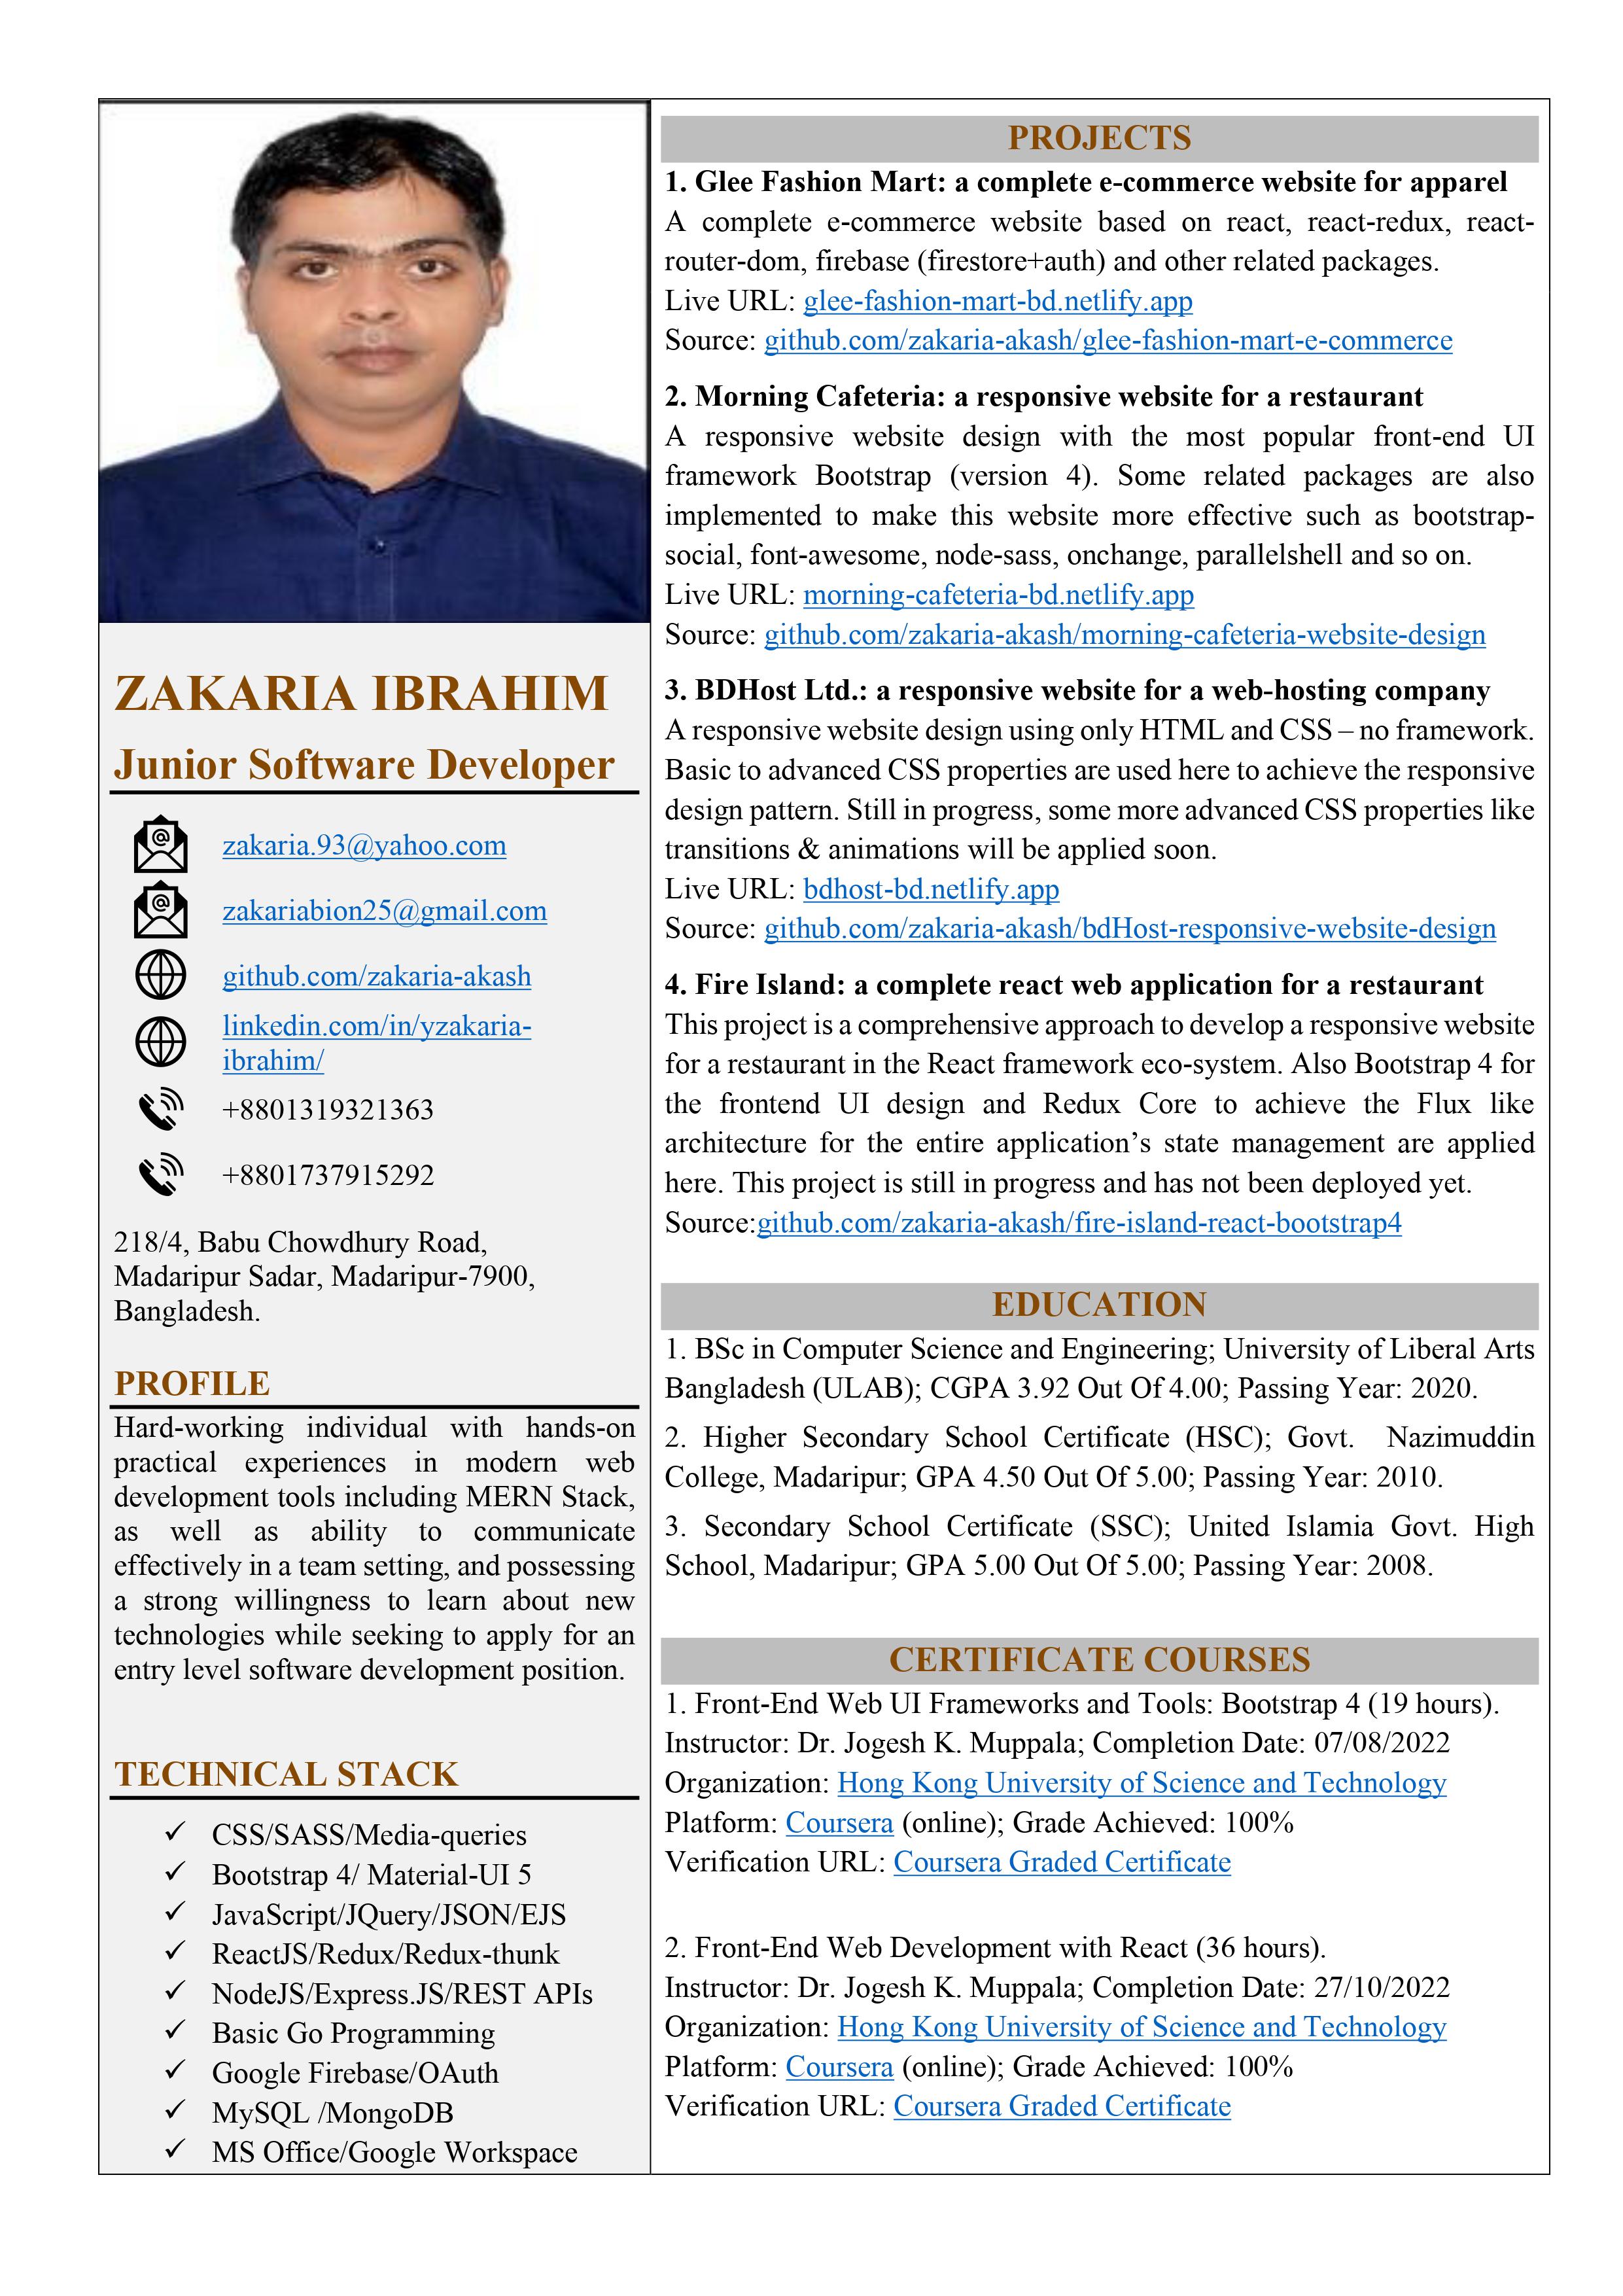 ZAKARIA IBRAHIM
Junior Software Developer
zakaria.93@yahoo.com
zakariabion25@gmail.com
github.com/zakaria-akash
linkedin.com/in/yzakaria-
ibrahim/
+8801319321363
+8801737915292
218/4, Babu Chowdhury Road,
Madaripur Sadar, Madaripur-7900,
Bangladesh.
PROFILE
Hard-working individual with hands-on
practical experiences in modern web
development tools including MERN Stack,
as well as ability to communicate
effectively in a team setting, and possessing
a strong willingness to learn about new
technologies while seeking to apply for an
entry level software development position.
TECHNICAL STACK
✓ CSS/SASS/Media-queries
✓ Bootstrap 4/ Material-UI 5
✓ JavaScript/JQuery/JSON/EJS
✓ ReactJS/Redux/Redux-thunk
✓ NodeJS/Express.JS/REST APIs
✓ Basic Go Programming
✓ Google Firebase/OAuth
✓ MySQL /MongoDB
✓ MS Office/Google Workspace
PROJECTS
1. Glee Fashion Mart: a complete e-commerce website for apparel
A complete e-commerce website based on react, react-redux, react-
router-dom, firebase (firestore+auth) and other related packages.
Live URL: glee-fashion-mart-bd.netlify.app
Source: github.com/zakaria-akash/glee-fashion-mart-e-commerce
2. Morning Cafeteria: a responsive website for a restaurant
A responsive website design with the most popular front-end UI
framework Bootstrap (version 4). Some related packages are also
implemented to make this website more effective such as bootstrap-
social, font-awesome, node-sass, onchange, parallelshell and so on.
Live URL: morning-cafeteria-bd.netlify.app
Source: github.com/zakaria-akash/morning-cafeteria-website-design
3. BDHost Ltd.: a responsive website for a web-hosting company
A responsive website design using only HTML and CSS – no framework.
Basic to advanced CSS properties are used here to achieve the responsive
design pattern. Still in progress, some more advanced CSS properties like
transitions & animations will be applied soon.
Live URL: bdhost-bd.netlify.app
Source: github.com/zakaria-akash/bdHost-responsive-website-design
4. Fire Island: a complete react web application for a restaurant
This project is a comprehensive approach to develop a responsive website
for a restaurant in the React framework eco-system. Also Bootstrap 4 for
the frontend UI design and Redux Core to achieve the Flux like
architecture for the entire application’s state management are applied
here. This project is still in progress and has not been deployed yet.
Source:github.com/zakaria-akash/fire-island-react-bootstrap4
EDUCATION
1. BSc in Computer Science and Engineering; University of Liberal Arts
Bangladesh (ULAB); CGPA 3.92 Out Of 4.00; Passing Year: 2020.
2. Higher Secondary School Certificate (HSC); Govt. Nazimuddin
College, Madaripur; GPA 4.50 Out Of 5.00; Passing Year: 2010.
3. Secondary School Certificate (SSC); United Islamia Govt. High
School, Madaripur; GPA 5.00 Out Of 5.00; Passing Year: 2008.
CERTIFICATE COURSES
1. Front-End Web UI Frameworks and Tools: Bootstrap 4 (19 hours).
Instructor: Dr. Jogesh K. Muppala; Completion Date: 07/08/2022
Organization: Hong Kong University of Science and Technology
Platform: Coursera (online); Grade Achieved: 100%
Verification URL: Coursera Graded Certificate
2. Front-End Web Development with React (36 hours).
Instructor: Dr. Jogesh K. Muppala; Completion Date: 27/10/2022
Organization: Hong Kong University of Science and Technology
Platform: Coursera (online); Grade Achieved: 100%
Verification URL: Coursera Graded Certificate